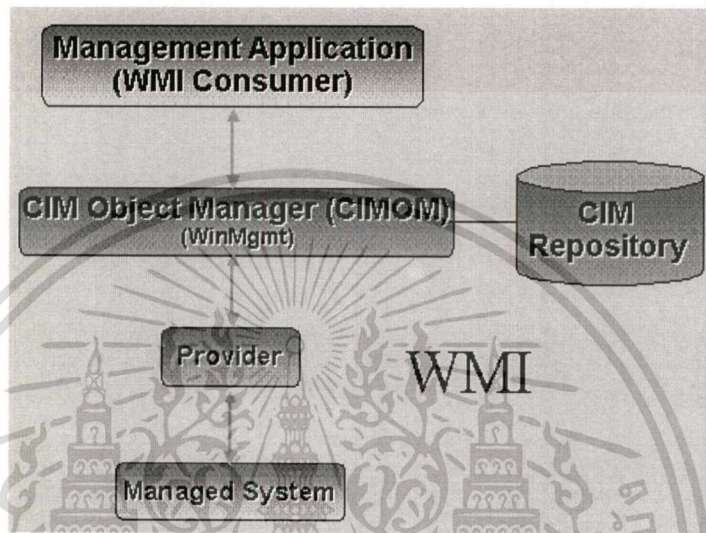 Management Application
(WMI Consumer)
CIM Object Manager (CIMOM)
(WinMgmt)
CIM
Repository
Provider
WMI
Managed System